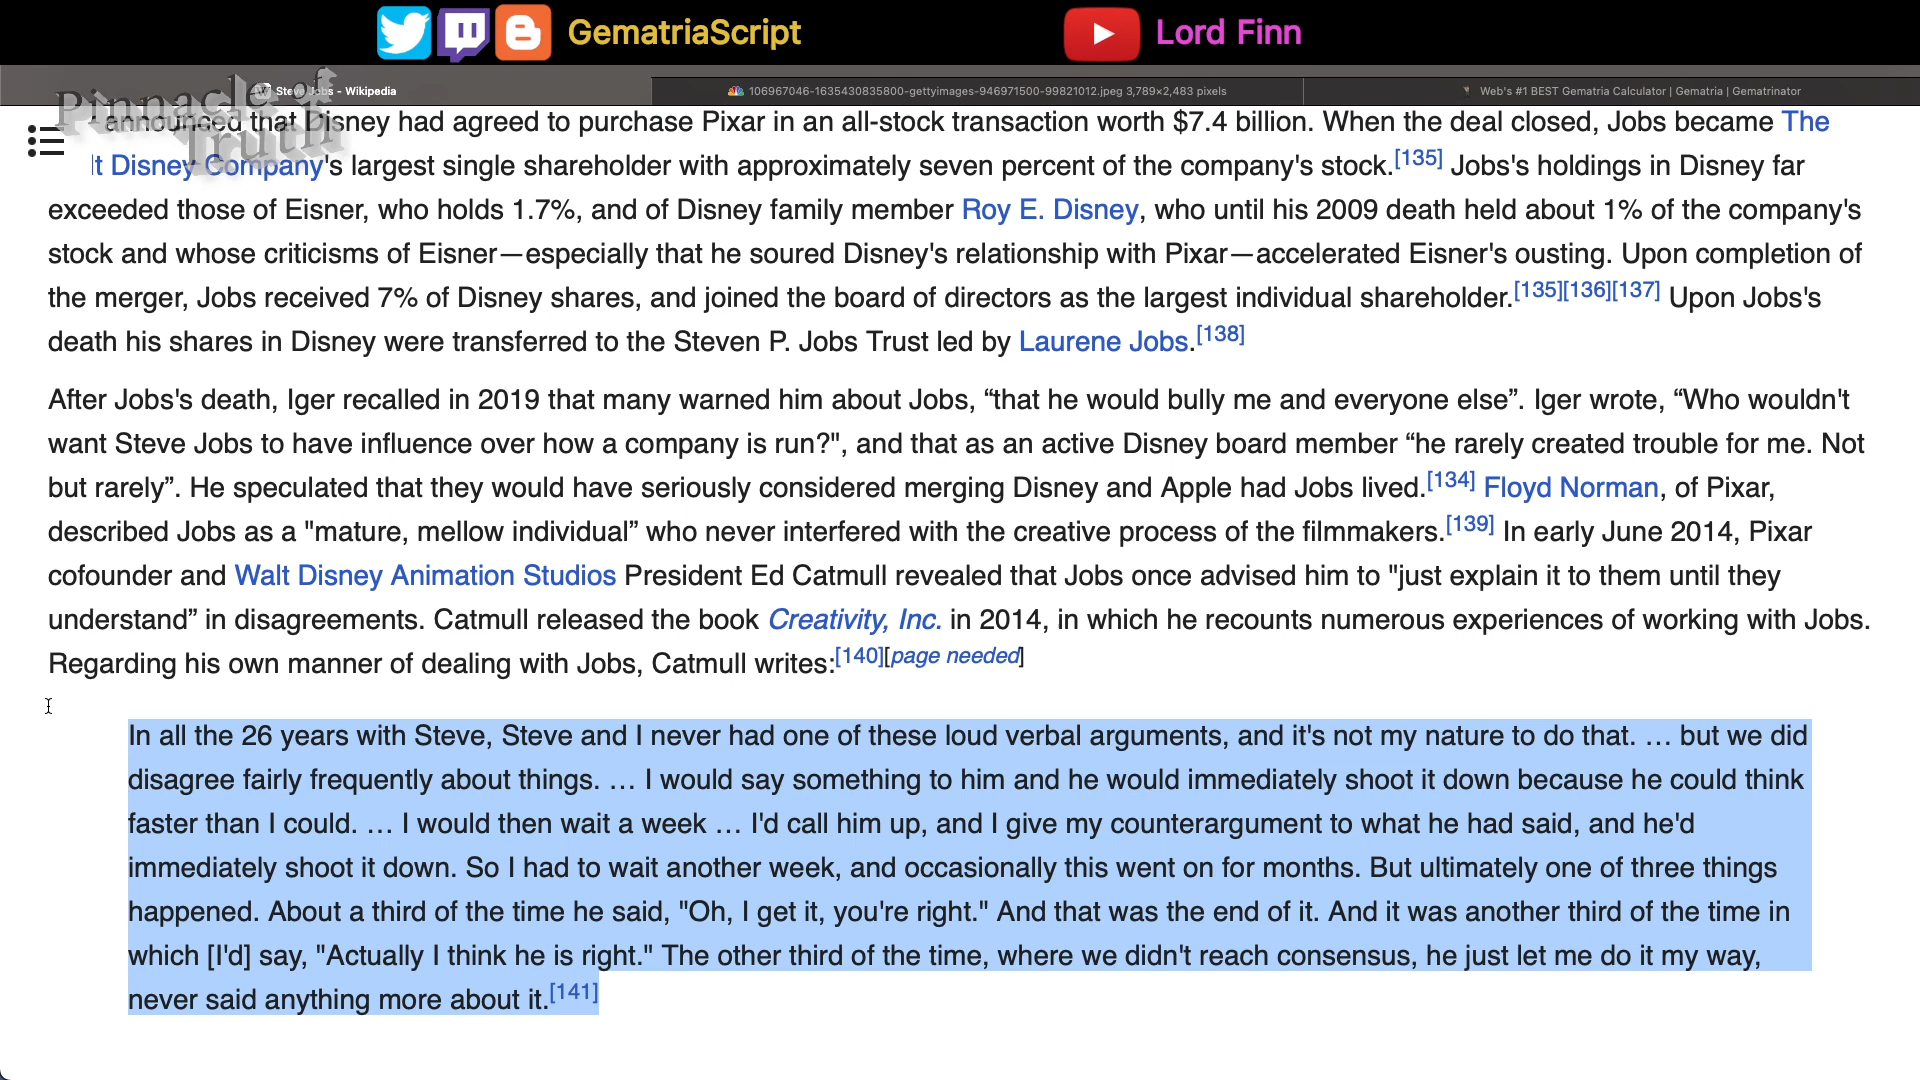 GematriaScript
Lord Finn
Steve Jobs - Wikipedia
106967046-1635430835800-gettyimages-946971500-99821012.jpeg 3,789×2,483 pixels
Web's #1 BEST Gematria Calculator | Gematria | Gematrinator
Pinnacle of
Truth
announced that Disney had agreed to purchase Pixar in an all-stock transaction worth $7.4 billion. When the deal closed, Jobs became The
lt Disney Company's largest single shareholder with approximately seven percent of the company's stock.[135] Jobs's holdings in Disney far
exceeded those of Eisner, who holds 1.7%, and of Disney family member Roy E. Disney, who until his 2009 death held about 1% of the company's
stock and whose criticisms of Eisner—especially that he soured Disney's relationship with Pixar—accelerated Eisner's ousting. Upon completion of
the merger, Jobs received 7% of Disney shares, and joined the board of directors as the largest individual shareholder.[135][136][137] Upon Jobs's
death his shares in Disney were transferred to the Steven P. Jobs Trust led by Laurene Jobs.[138]
After Jobs's death, Iger recalled in 2019 that many warned him about Jobs, “that he would bully me and everyone else”. Iger wrote, “Who wouldn't
want Steve Jobs to have influence over how a company is run?", and that as an active Disney board member “he rarely created trouble for me. Not
but rarely”. He speculated that they would have seriously considered merging Disney and Apple had Jobs lived.[134] Floyd Norman, of Pixar,
described Jobs as a "mature, mellow individual” who never interfered with the creative process of the filmmakers.[139] In early June 2014, Pixar
cofounder and Walt Disney Animation Studios President Ed Catmull revealed that Jobs once advised him to "just explain it to them until they
understand” in disagreements. Catmull released the book Creativity, Inc. in 2014, in which he recounts numerous experiences of working with Jobs.
Regarding his own manner of dealing with Jobs, Catmull writes:[140][page needed]
In all the 26 years with Steve, Steve and I never had one of these loud verbal arguments, and it's not my nature to do that. … but we did
disagree fairly frequently about things. … I would say something to him and he would immediately shoot it down because he could think
faster than I could. … I would then wait a week … I'd call him up, and I give my counterargument to what he had said, and he'd
immediately shoot it down. So I had to wait another week, and occasionally this went on for months. But ultimately one of three things
happened. About a third of the time he said, "Oh, I get it, you're right." And that was the end of it. And it was another third of the time in
which [I'd] say, "Actually I think he is right." The other third of the time, where we didn't reach consensus, he just let me do it my way,
never said anything more about it.[141]